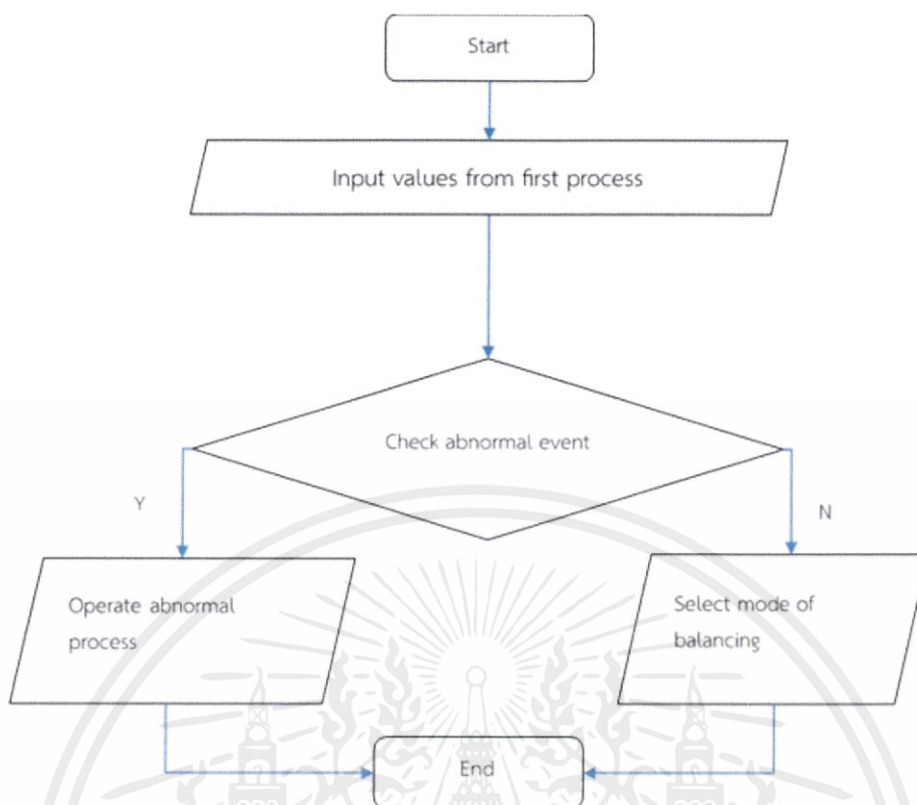 Start
Input values from first process
Check abnormal event
Y
N
Operate abnormal
process
Select mode of
balancing
End